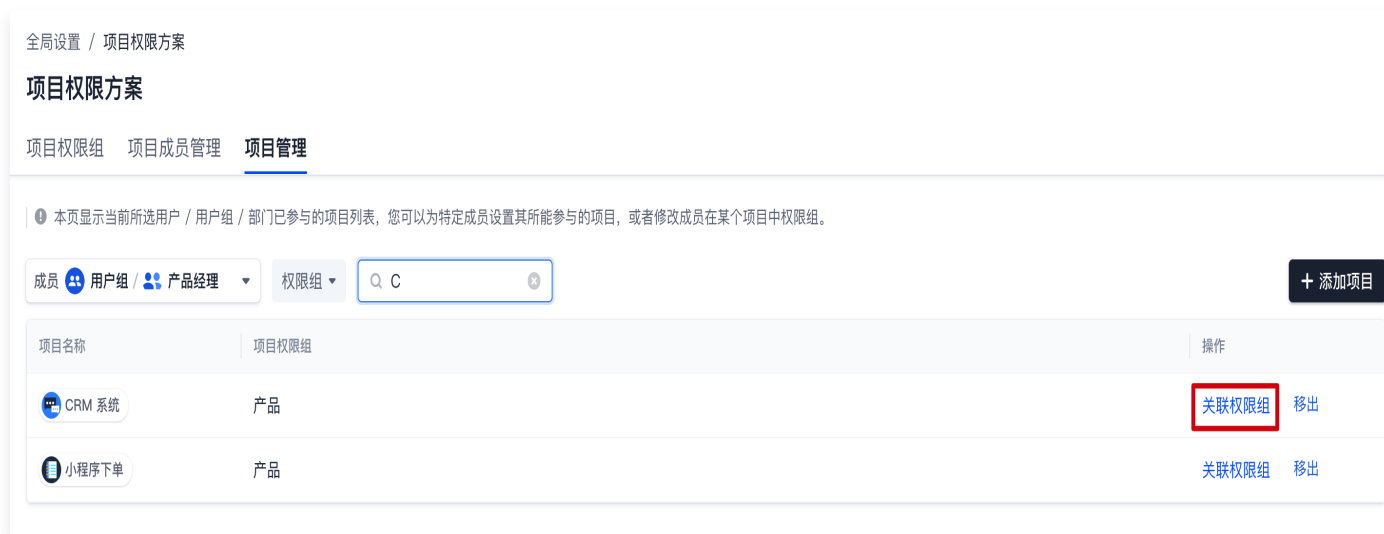 全局设置 / 项目权限方案
项目权限方案
项目权限组 项目成员管理 项目管理
本页显示当前所选用户 / 用户组 / 部门已参与的项目列表，您可以为特定成员设置其所能参与的项目，或者修改成员在某个项目中权限组。
成员 用户组 / 产品经理 权限组 C + 添加项目
项目名称 项目权限组 操作
CRM 系统 产品 关联权限组 移出
小程序下单 产品 关联权限组 移出